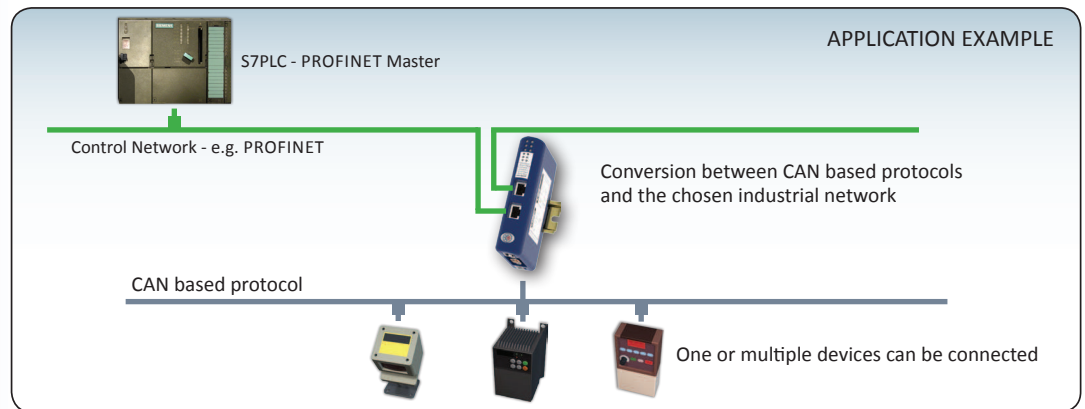 APPLICATION EXAMPLE
SIEMENS
S7PLC - PROFINET Master
Control Network - e.g. PROFINET
Conversion between CAN based protocols
and the chosen industrial network
CAN based protocol
One or multiple devices can be connected